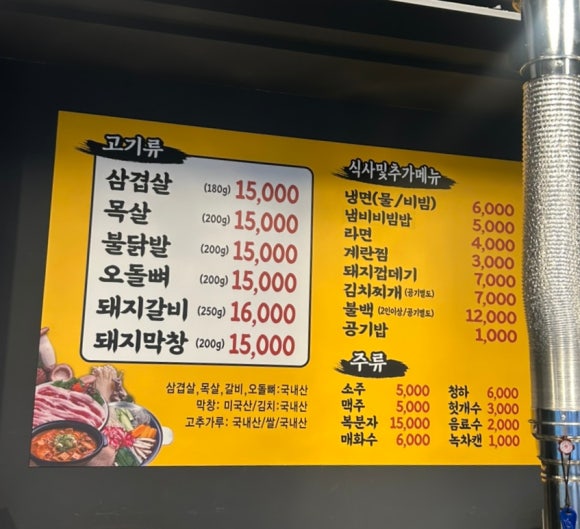 고기류
삼겹살 (180g) 15,000
목살 (200g) 15,000
불닭발 (200g) 15,000
오돌뼈 (200g) 15,000
돼지갈비 (250g) 16,000
돼지막창 (200g) 15,000
삼겹살,목살,갈비,오돌뼈:국내산
막창: 미국산/김치:국내산
고추가루: 국내산/쌀/국내산
식사및추가메뉴
냉면(물/비빔) 6,000
냄비비빔밥 5,000
라면 4,000
계란찜 3,000
돼지껍데기 7,000
김치찌개 (공기별도) 7,000
불백 (2인이상/공기별도) 12,000
공기밥 1,000
주류
소주 5,000 청하 6,000
맥주 5,000 헛개수 3,000
복분자 15,000 음료수 2,000
매화수 6,000 녹차캔 1,000